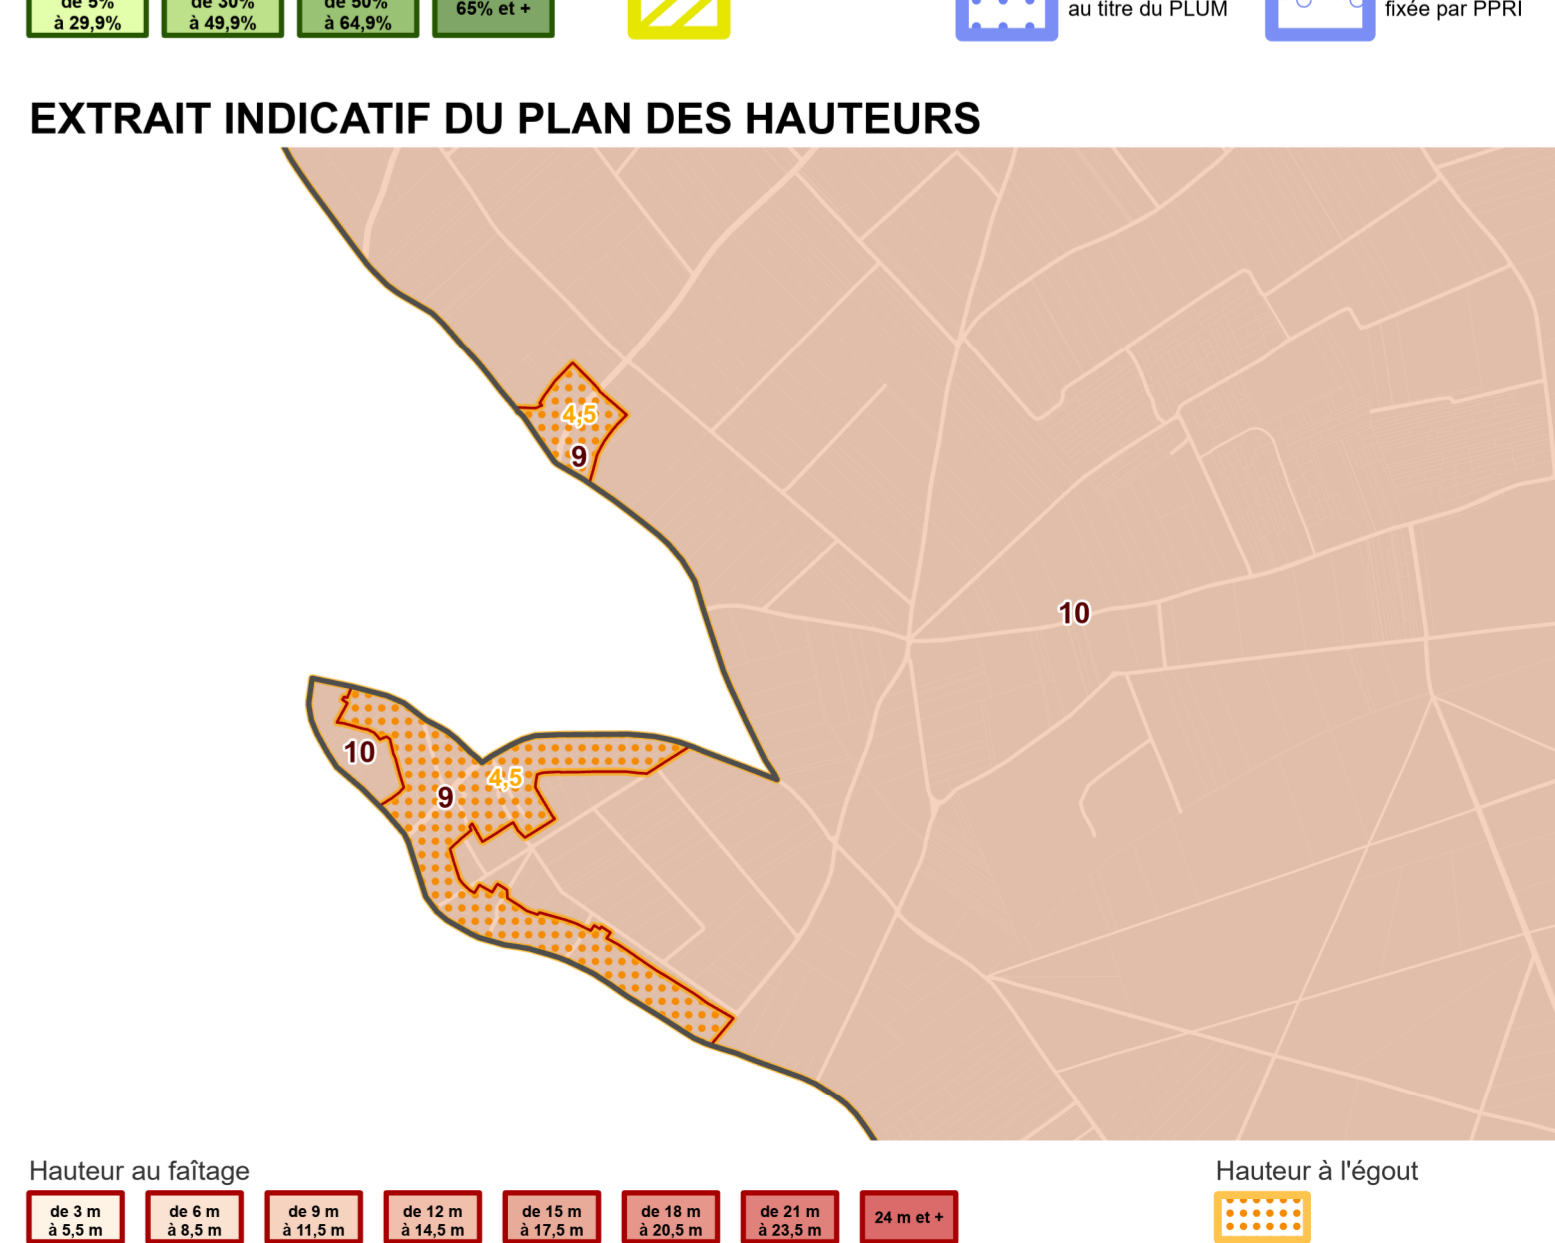 de 5%
à 29,9%
de 30%
à 49,9%
de 50%
à 64,9%
65% et +
au titre du PLUM
fixée par PPRI
EXTRAIT INDICATIF DU PLAN DES HAUTEURS
4,5
9
10
10
4,5
9
Hauteur au faîtage
Hauteur à l'égout
de 3 m
à 5,5 m
de 6 m
à 8,5 m
de 9 m
à 11,5 m
de 12 m
à 14,5 m
de 15 m
à 17,5 m
de 18 m
à 20,5 m
de 21 m
à 23,5 m
24 m et +